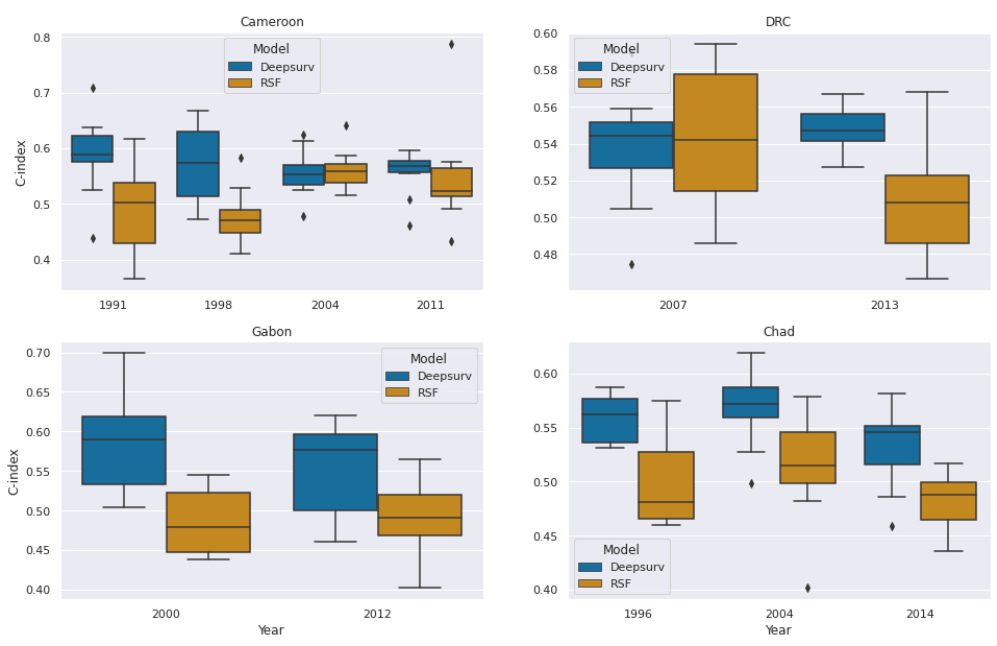 Cameroon
C-index
0.8
0.7
0.6
0.5
0.4
Model
Deepsurv
RSF
1991 1998 2004 2011
DRC
0.60
0.58
0.56
0.54
0.52
0.50
0.48
Model
Deepsurv
RSF
2007 2013
Gabon
C-index
0.70
0.65
0.60
0.55
0.50
0.45
0.40
Model
Deepsurv
RSF
2000 2012
Year
Chad
0.60
0.55
0.50
0.45
0.40
Model
Deepsurv
RSF
1996 2004 2014
Year